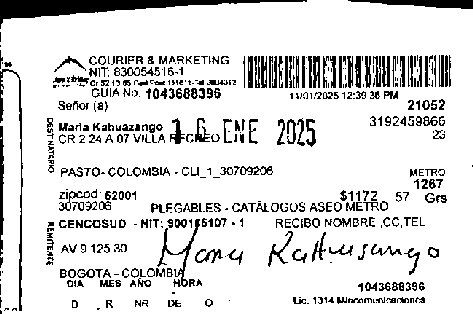 COURIER & MARKETING
NIT: 830054516-1
GUIA No. 1043688396
11/01/2025 12:39:36 PM
Señor (a)
21052
DESTINATARIO
Maria Kabuazango
16 ENE 2025
3192459866
CR 2 24 A 07 VILLA RECREO
23
PASTO- COLOMBIA - CLI_1_30709206
METRO
1267
zipcod: 52001
$1172 57 Grs
30709206
PLEGABLES - CATÁLOGOS ASEO METRO
REMITENTE
CENCOSUD - NIT: 900155107 - 1
RECIBO NOMBRE ,CC,TEL
AV 9 125 30
Maria
BOGOTA - COLOMBIA
DIA MES AÑO HORA
1043688396
D R NR DE O
Lic. 1314 Mincomunicaciones